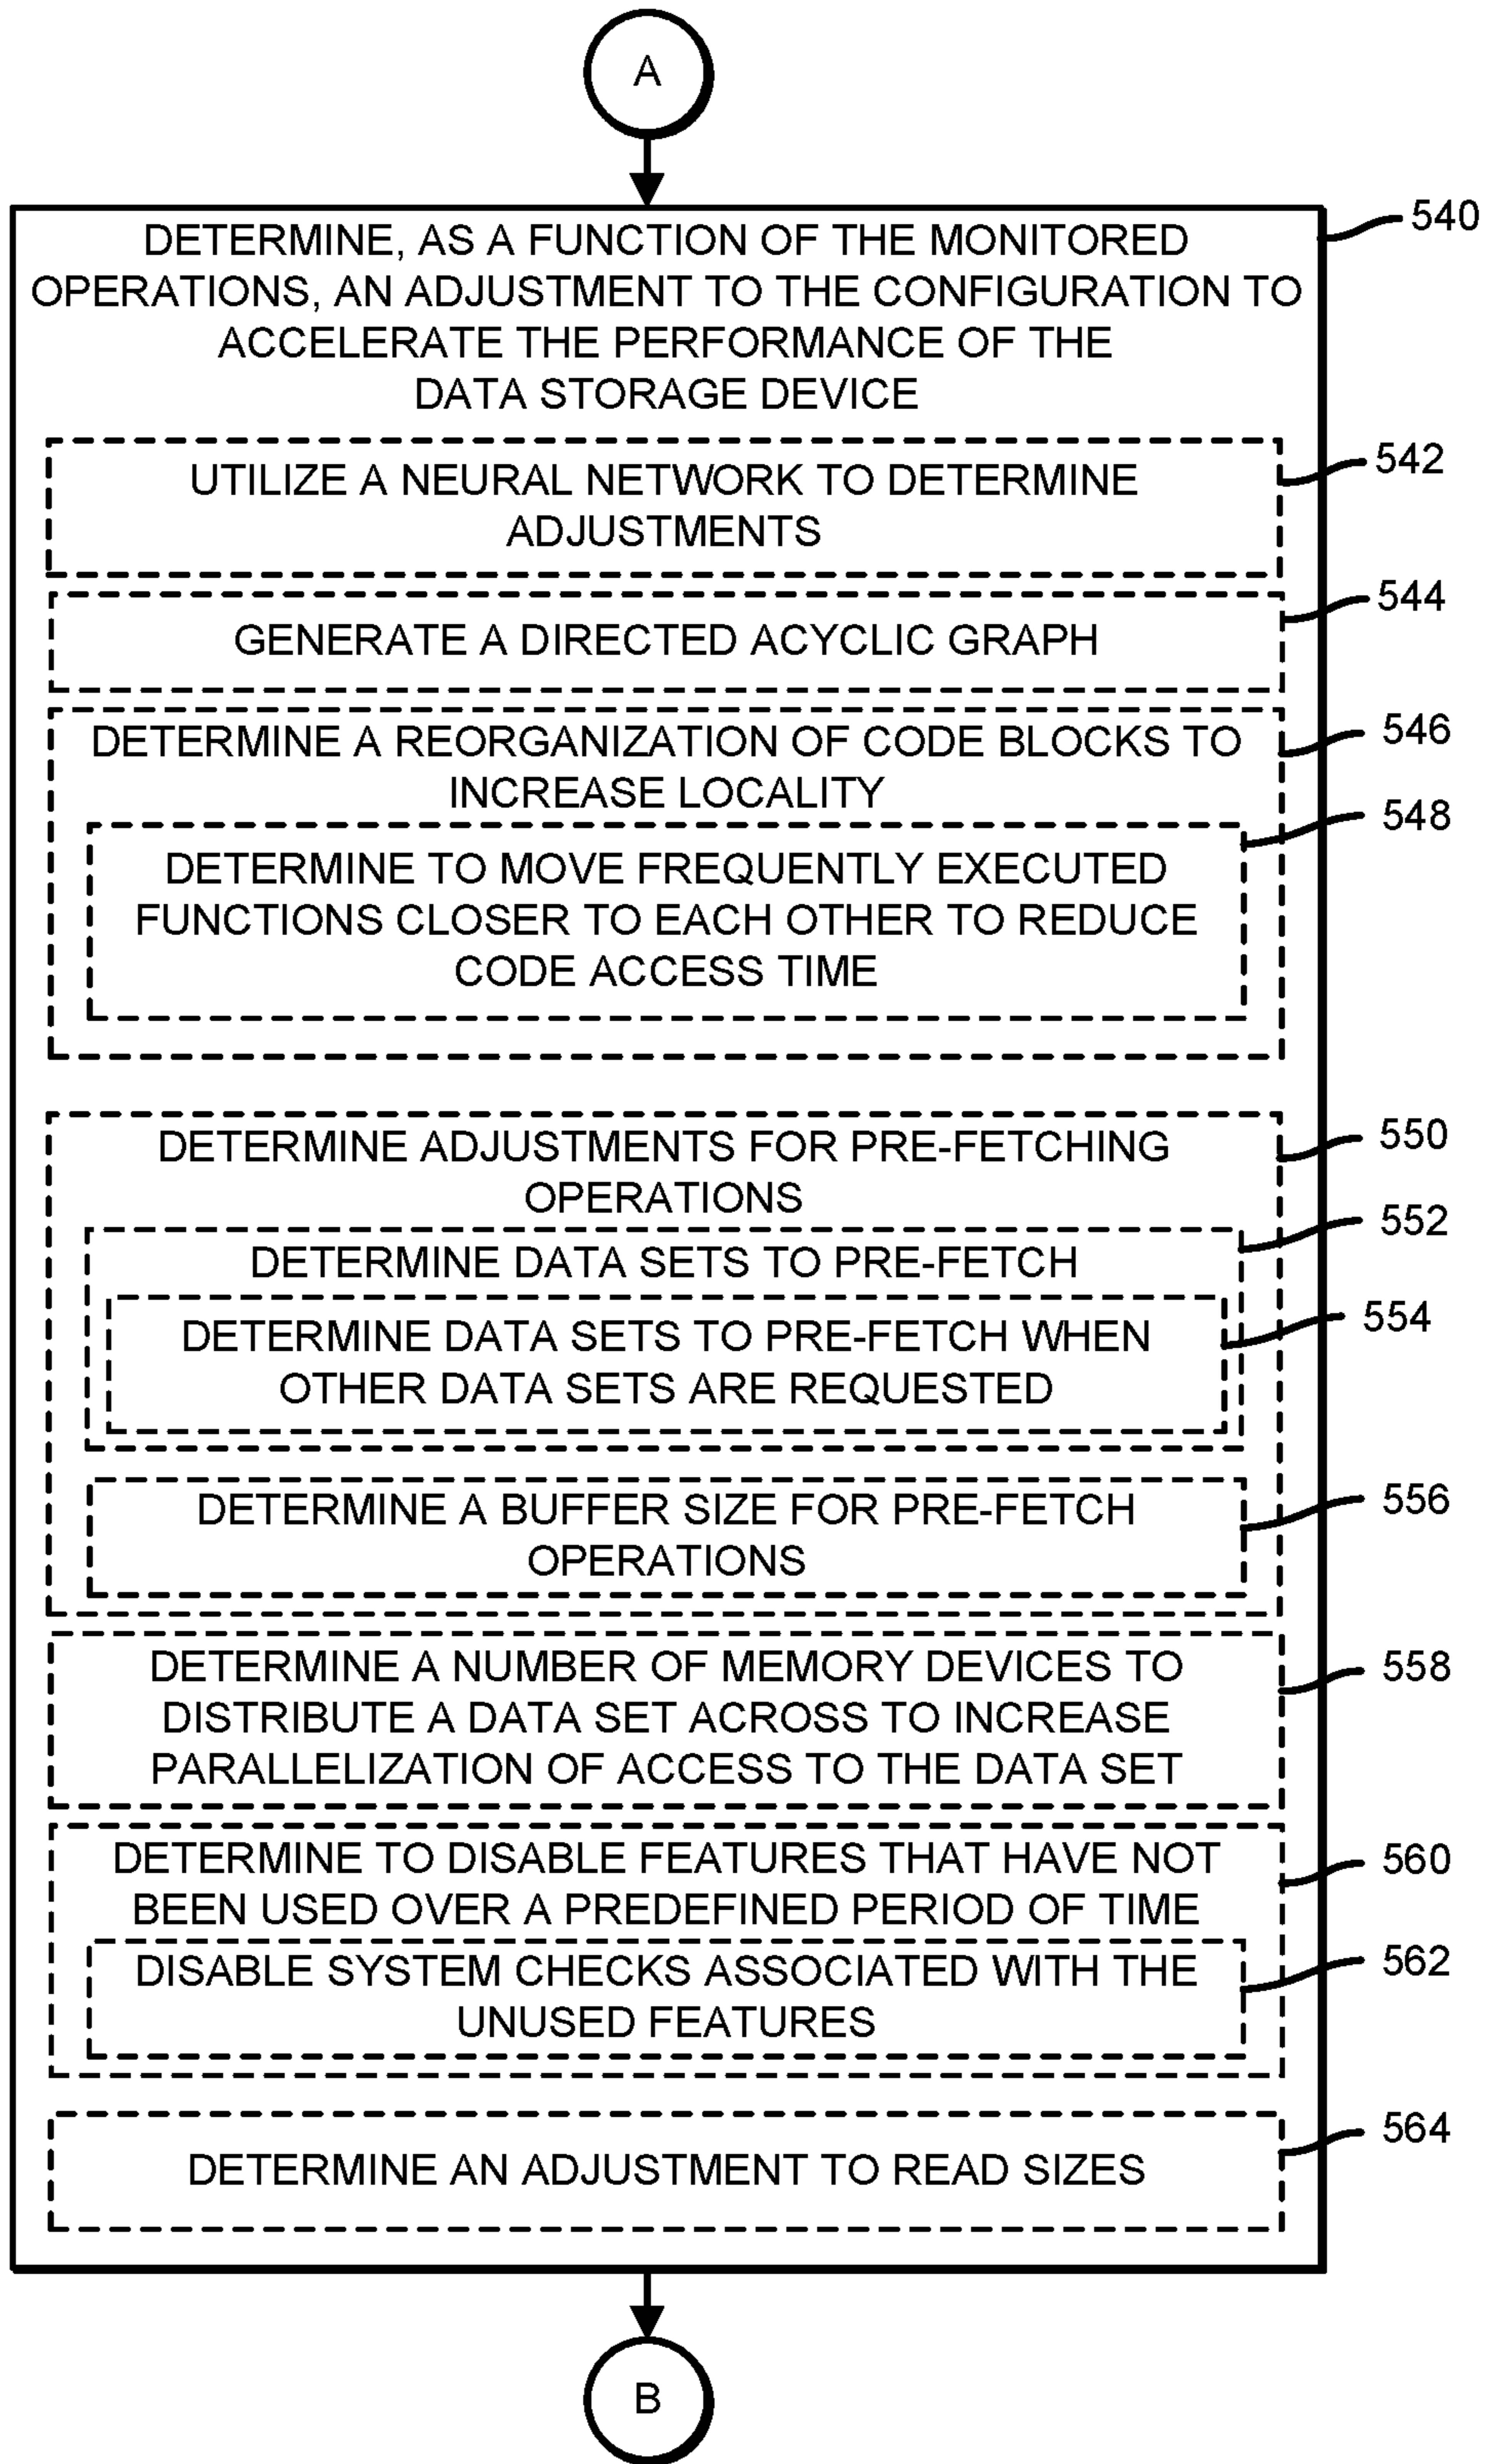 A
DETERMINE, AS A FUNCTION OF THE MONITORED
OPERATIONS, AN ADJUSTMENT TO THE CONFIGURATION TO
ACCELERATE THE PERFORMANCE OF THE
DATA STORAGE DEVICE
540
UTILIZE A NEURAL NETWORK TO DETERMINE
ADJUSTMENTS
542
GENERATE A DIRECTED ACYCLIC GRAPH
544
DETERMINE A REORGANIZATION OF CODE BLOCKS TO
INCREASE LOCALITY
546
DETERMINE TO MOVE FREQUENTLY EXECUTED
FUNCTIONS CLOSER TO EACH OTHER TO REDUCE
CODE ACCESS TIME
548
DETERMINE ADJUSTMENTS FOR PRE-FETCHING
OPERATIONS
550
DETERMINE DATA SETS TO PRE-FETCH
552
DETERMINE DATA SETS TO PRE-FETCH WHEN
OTHER DATA SETS ARE REQUESTED
554
DETERMINE A BUFFER SIZE FOR PRE-FETCH
OPERATIONS
556
DETERMINE A NUMBER OF MEMORY DEVICES TO
DISTRIBUTE A DATA SET ACROSS TO INCREASE
PARALLELIZATION OF ACCESS TO THE DATA SET
558
DETERMINE TO DISABLE FEATURES THAT HAVE NOT
BEEN USED OVER A PREDEFINED PERIOD OF TIME
560
DISABLE SYSTEM CHECKS ASSOCIATED WITH THE
UNUSED FEATURES
562
DETERMINE AN ADJUSTMENT TO READ SIZES
564
B